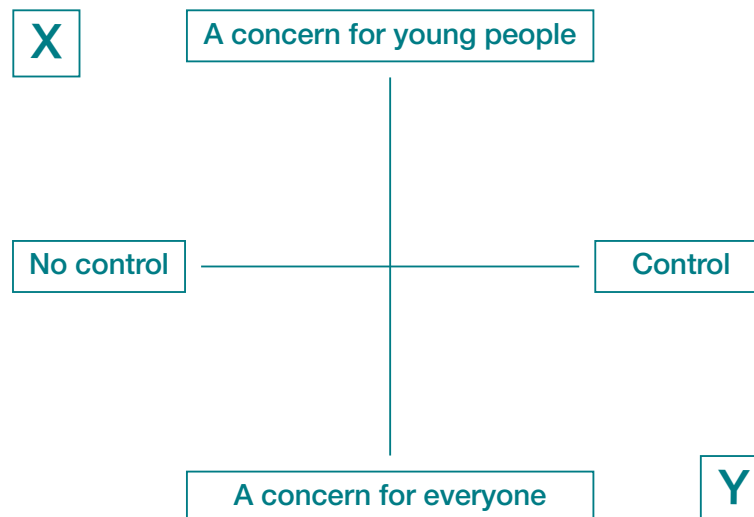 X
A concern for young people
No control
Control
A concern for everyone
Y